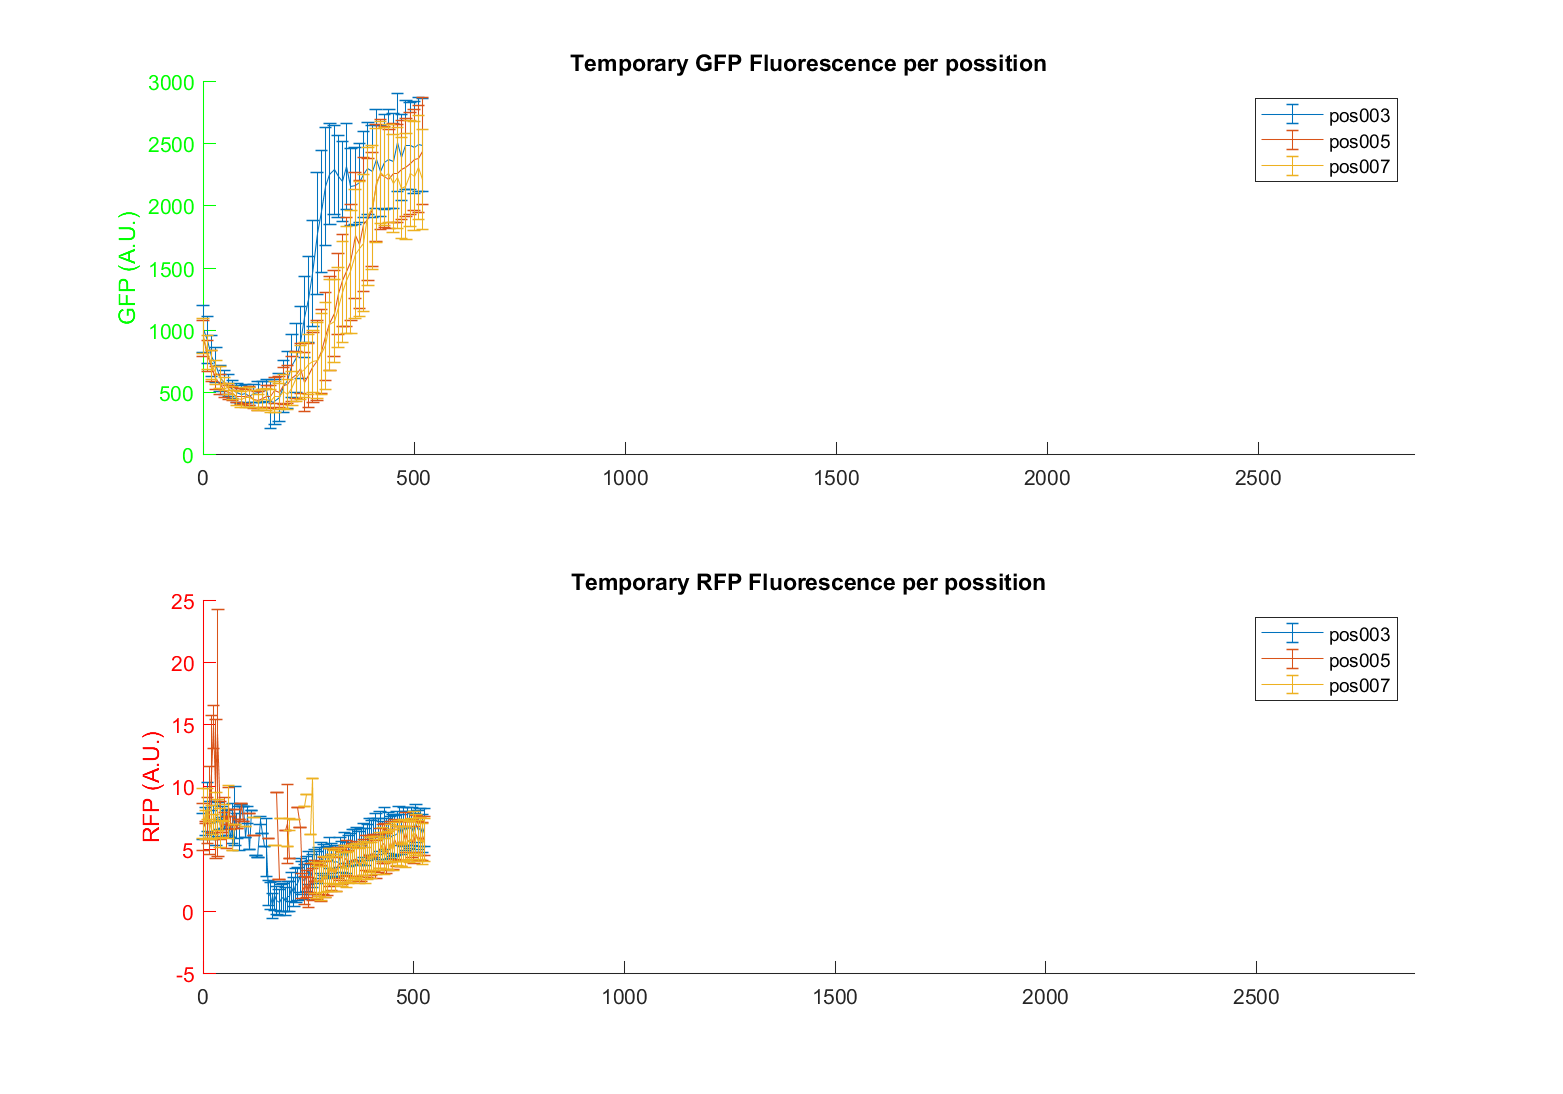 Temporary GFP Fluorescence per possition
3000
2500
2000
1500
1000
500
0
GFP (A.U.)
0 500 1000 1500 2000 2500
pos003
pos005
pos007
Temporary RFP Fluorescence per possition
25
20
15
10
5
0
-5
RFP (A.U.)
0 500 1000 1500 2000 2500
pos003
pos005
pos007